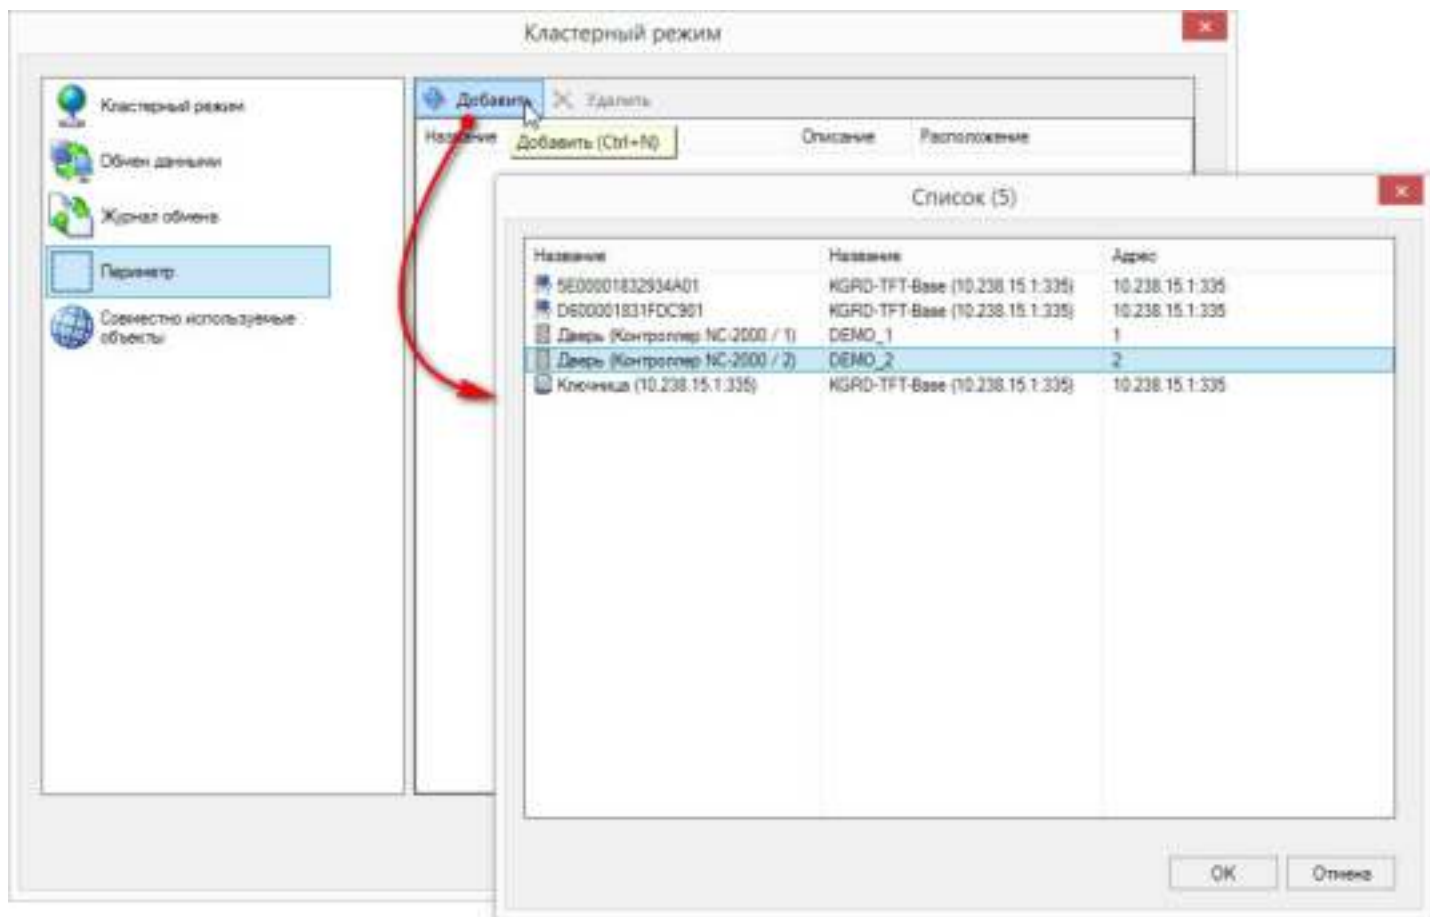 Кластерный режим
Кластерный режим
Обмен данными
Журнал обмена
Периметр
Совместно используемые
объекты
Добавить Удалить
Название Описание Расположение
Добавить (Ctrl+N)
Список (5)
Название Название Адрес
5E00001832934A01 KGRD-TFT-Base (10.238.15.1:335) 10.238.15.1:335
D600001831FDC901 KGRD-TFT-Base (10.238.15.1:335) 10.238.15.1:335
Дверь (Контроллер NC-2000 / 1) DEMO_1 1
Дверь (Контроллер NC-2000 / 2) DEMO_2 2
Ключница (10.238.15.1:335) KGRD-TFT-Base (10.238.15.1:335) 10.238.15.1:335
OK Отмена